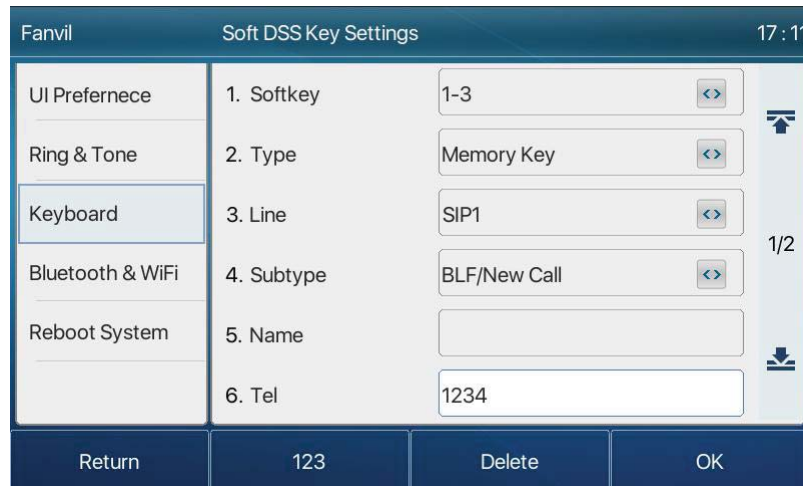 Fanvil Soft DSS Key Settings 17:11
UI Prefernece
Ring & Tone
Keyboard
Bluetooth & WiFi
Reboot System
1. Softkey 1-3
2. Type Memory Key
3. Line SIP1
4. Subtype BLF/New Call
5. Name
6. Tel 1234
1/2
Return 123 Delete OK